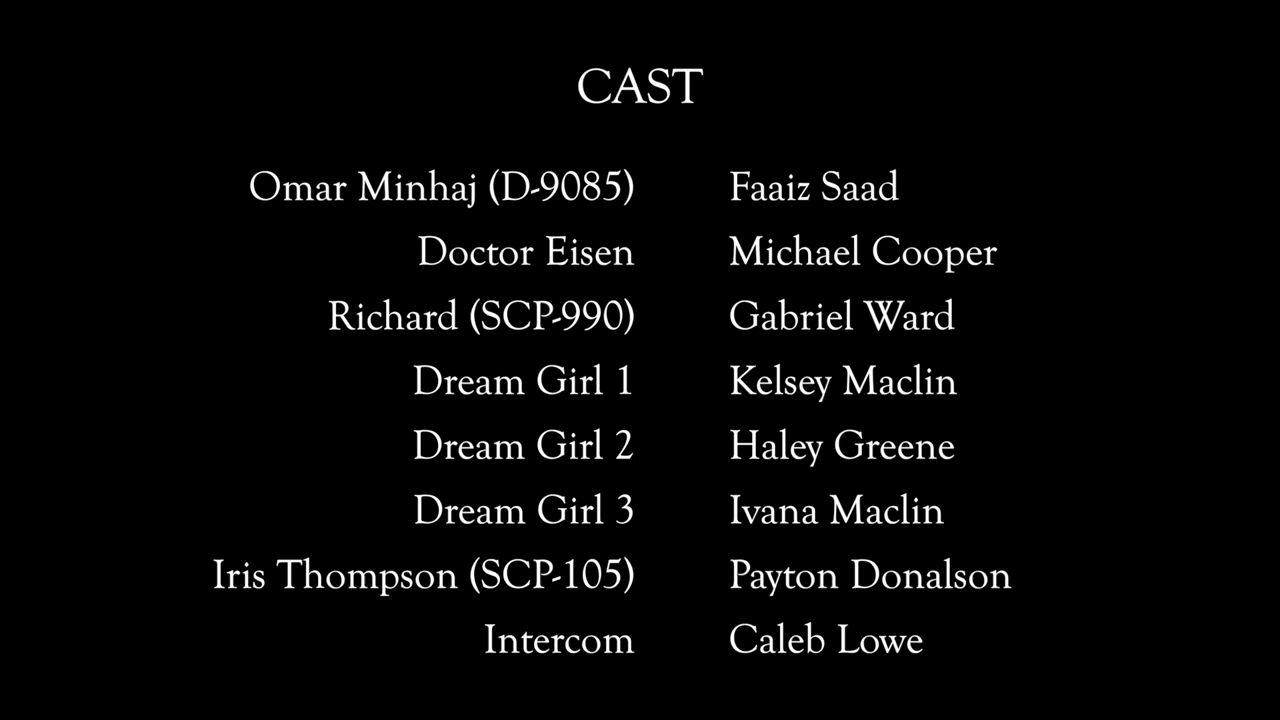 CAST
Omar Minhaj (D-9085) Faaiz Saad
Doctor Eisen Michael Cooper
Richard (SCP-990) Gabriel Ward
Dream Girl 1 Kelsey Maclin
Dream Girl 2 Haley Greene
Dream Girl 3 Ivana Maclin
Iris Thompson (SCP-105) Payton Donalson
Intercom Caleb Lowe